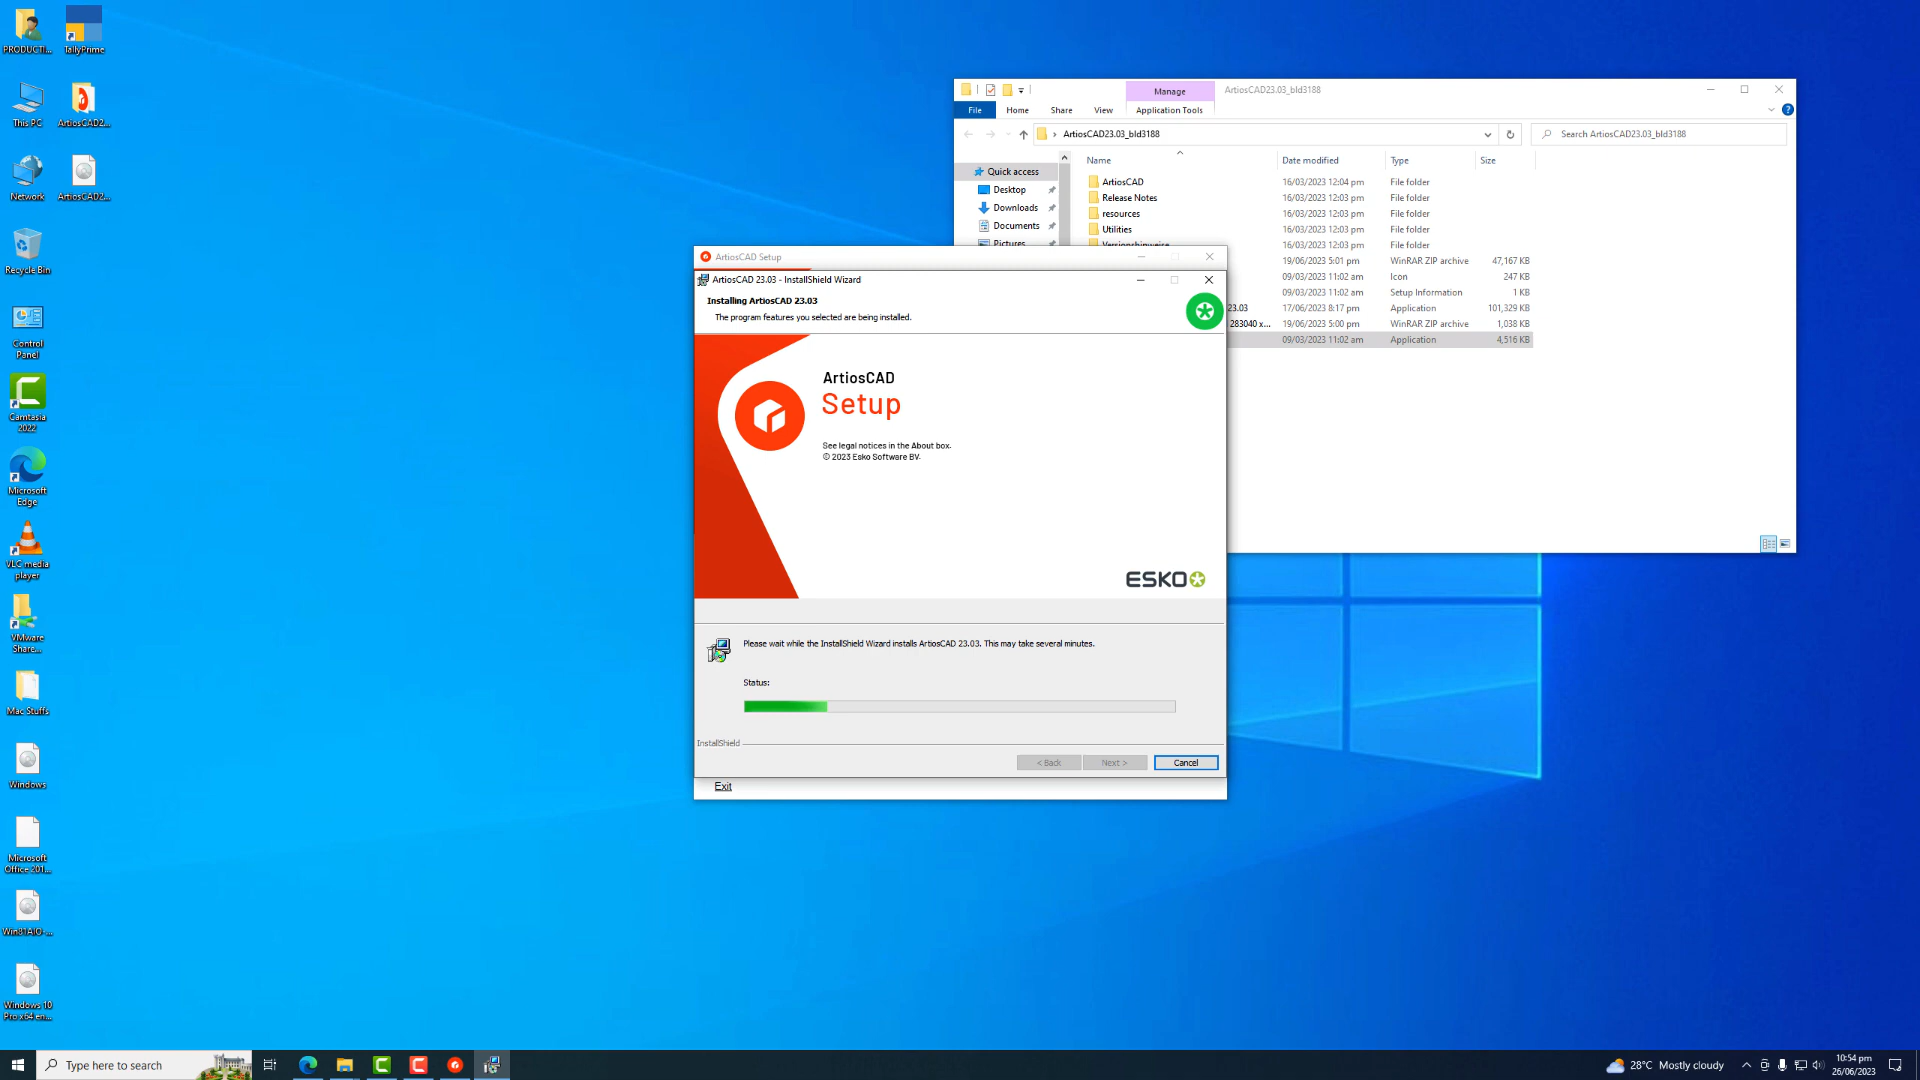 PRODUCTI...
TallyPrime
This PC
ArtiosCAD2...
Network
ArtiosCAD2...
Recycle Bin
Control
Panel
Camtasia
2022
Microsoft
Edge
VLC media
player
VMware
Share...
Mac Stuffs
Windows
Microsoft
Office 201...
Win81AIO-...
Windows 10
Pro x64 en...
Manage
ArtiosCAD23.03_bld3188
File
Home
Share
View
Application Tools
ArtiosCAD23.03_bld3188
Search ArtiosCAD23.03_bld3188
Quick access
Desktop
Downloads
Documents
Pictures
Name
Date modified
Type
Size
ArtiosCAD
16/03/2023 12:04 pm
File folder
Release Notes
16/03/2023 12:03 pm
File folder
resources
16/03/2023 12:03 pm
File folder
Utilities
16/03/2023 12:03 pm
File folder
Versionshinweise
16/03/2023 12:03 pm
File folder
19/06/2023 5:01 pm
WinRAR ZIP archive
47,167 KB
09/03/2023 11:02 am
Icon
247 KB
09/03/2023 11:02 am
Setup Information
1 KB
23.03
17/06/2023 8:17 pm
Application
101,329 KB
283040 x...
19/06/2023 5:00 pm
WinRAR ZIP archive
1,038 KB
09/03/2023 11:02 am
Application
4,516 KB
ArtiosCAD Setup
ArtiosCAD 23.03 - InstallShield Wizard
Installing ArtiosCAD 23.03
The program features you selected are being installed.
ArtiosCAD
Setup
See legal notices in the About box.
© 2023 Esko Software BV.
ESKO
Please wait while the InstallShield Wizard installs ArtiosCAD 23.03. This may take several minutes.
Status:
InstallShield
< Back
Next >
Cancel
Exit
Type here to search
28°C Mostly cloudy
10:54 pm
26/06/2023